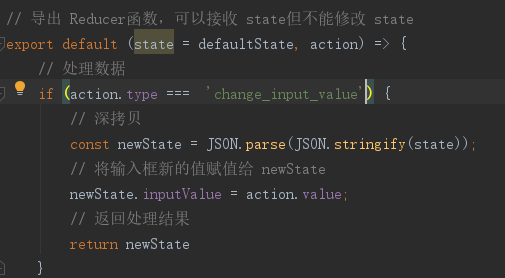 // 导出 Reducer函数，可以接收 state但不能修改 state
export default (state = defaultState, action) => {
// 处理数据
if (action.type === 'change_input_value') {
// 深拷贝
const newState = JSON.parse(JSON.stringify(state));
// 将输入框新的值赋值给 newState
newState.inputValue = action.value;
// 返回处理结果
return newState
}